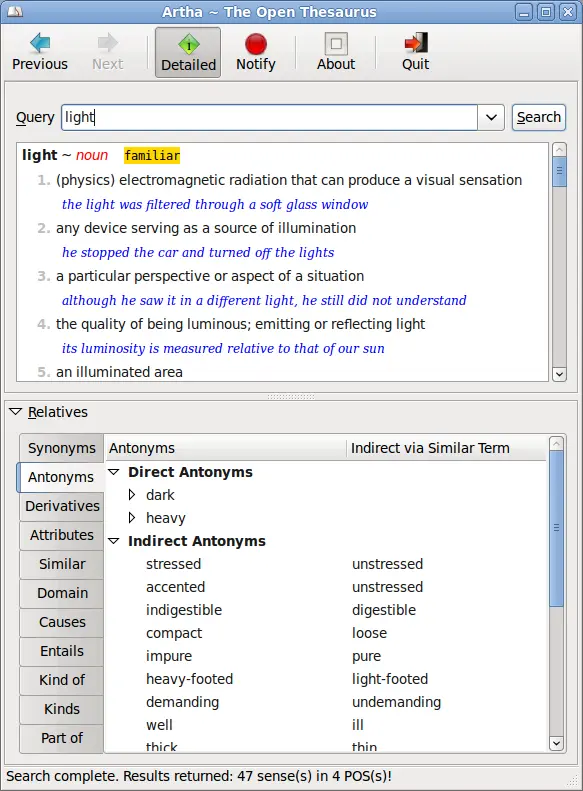 Artha ~ The Open Thesaurus
Previous Next Detailed Notify About Quit
Query light Search
light ~ noun familiar
1. (physics) electromagnetic radiation that can produce a visual sensation
the light was filtered through a soft glass window
2. any device serving as a source of illumination
he stopped the car and turned off the lights
3. a particular perspective or aspect of a situation
although he saw it in a different light, he still did not understand
4. the quality of being luminous; emitting or reflecting light
its luminosity is measured relative to that of our sun
5. an illuminated area
Relatives
Synonyms
Antonyms
Derivatives
Attributes
Similar
Domain
Causes
Entails
Kind of
Kinds
Part of
Antonyms Indirect via Similar Term
Direct Antonyms
dark
heavy
Indirect Antonyms
stressed unstressed
accented unstressed
indigestible digestible
compact loose
impure pure
heavy-footed light-footed
demanding undemanding
well ill
thick thin
Search complete. Results returned: 47 sense(s) in 4 POS(s)!